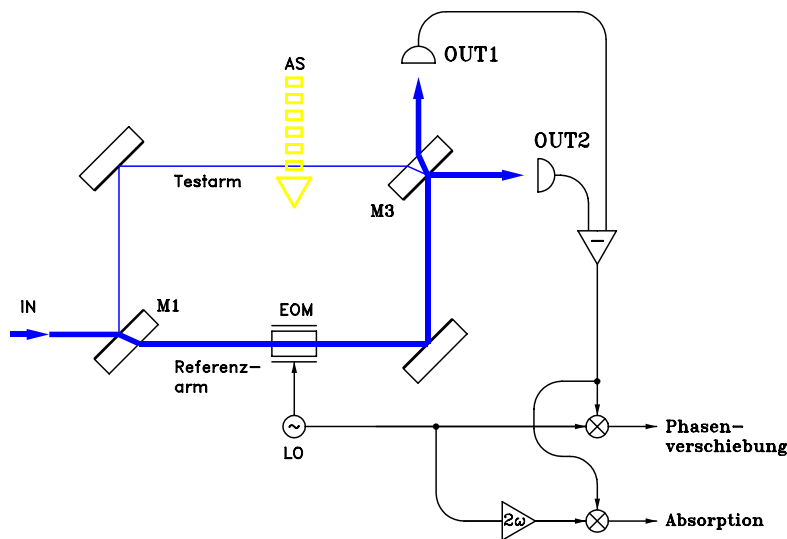 OUT1
AS
OUT2
Testarm
M3
IN
M1
EOM
Referenz-
arm
~
LO
−
Phasen-
verschiebung
2ω
Absorption